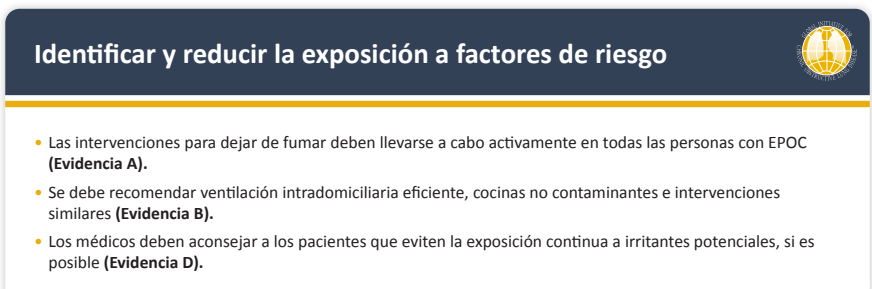 Identificar y reducir la exposición a factores de riesgo
• Las intervenciones para dejar de fumar deben llevarse a cabo activamente en todas las personas con EPOC
(Evidencia A).
• Se debe recomendar ventilación intradomiciliaria eficiente, cocinas no contaminantes e intervenciones
similares (Evidencia B).
• Los médicos deben aconsejar a los pacientes que eviten la exposición continua a irritantes potenciales, si es
posible (Evidencia D).